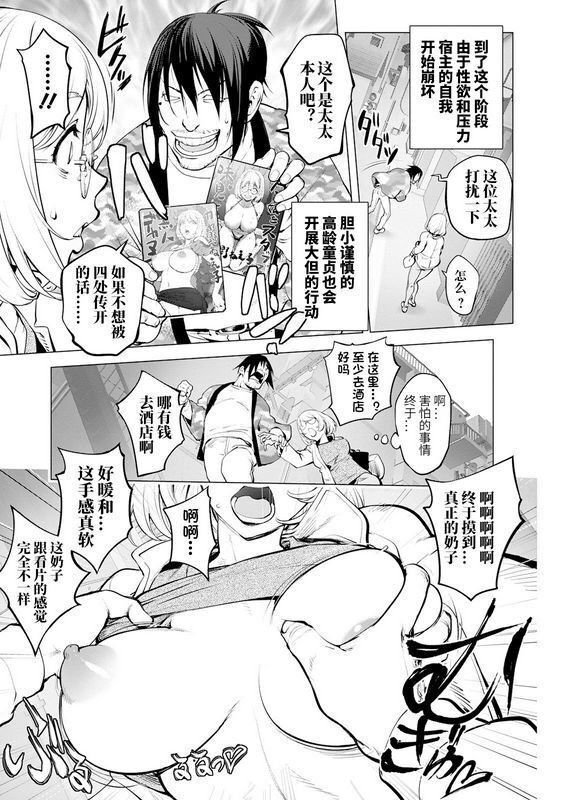 到了这个阶段
由于性欲和压力
宿主的自我
开始崩坏
这位太太
打扰一下
怎么？
胆小谨慎的
高龄童贞也会
开展大但的行动
这个是太太
本人吧？
…!!
如果不想被
四处传开
的话……
啊…
害怕的事情
终于…
在这里…？
至少去酒店
好吗
哪有钱
去酒店啊
啊啊啊啊啊
终于摸到…
真正的奶子
啊啊…
好暖和…
这手感真软
这奶子
跟看片的感觉
完全不一样